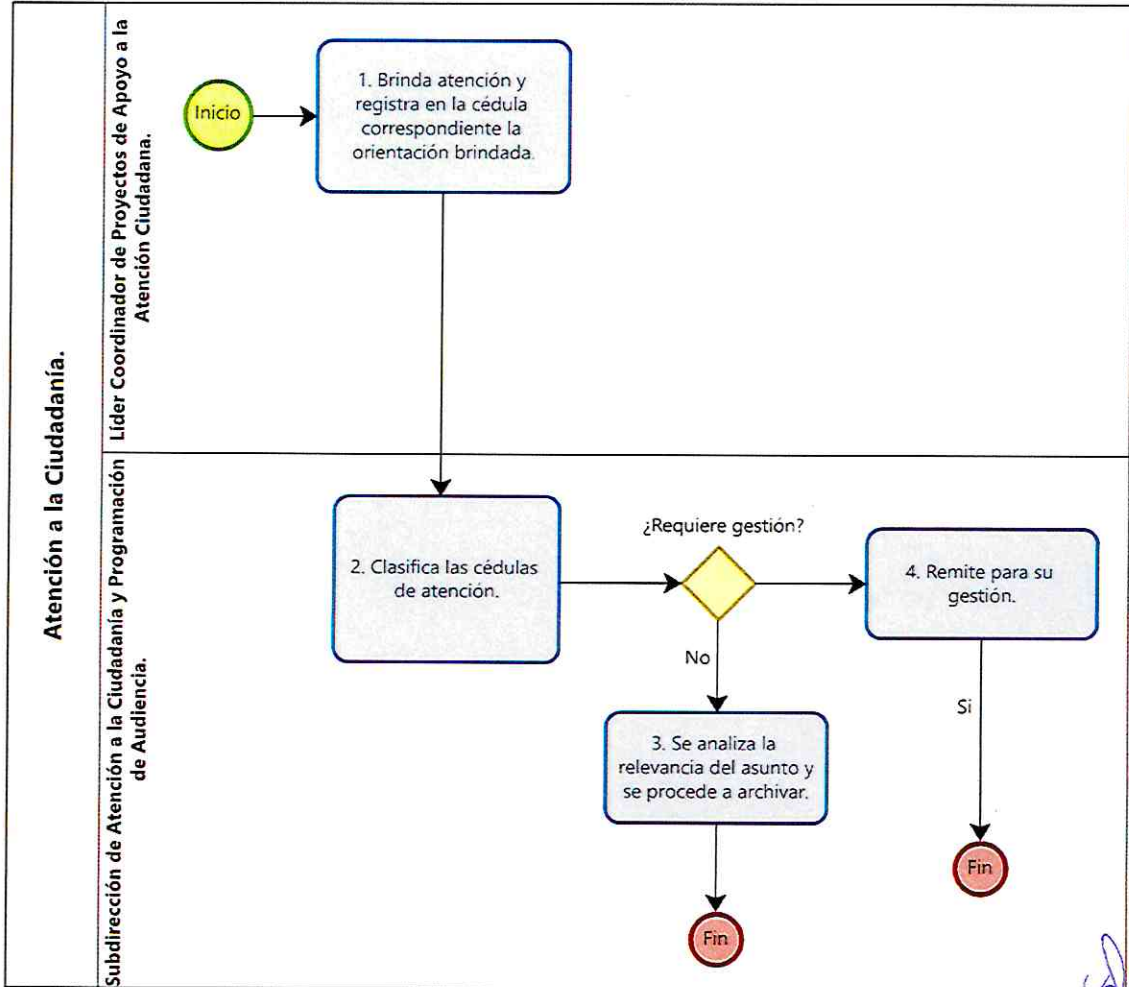 Atención a la Ciudadanía.
Líder Coordinador de Proyectos de Apoyo a la
Atención Ciudadana.
Inicio
1. Brinda atención y
registra en la cédula
correspondiente la
orientación brindada.
Subdirección de Atención a la Ciudadanía y Programación
de Audiencia.
2. Clasifica las cédulas
de atención.
¿Requiere gestión?
4. Remite para su
gestión.
No
Si
3. Se analiza la
relevancia del asunto y
se procede a archivar.
Fin
Fin